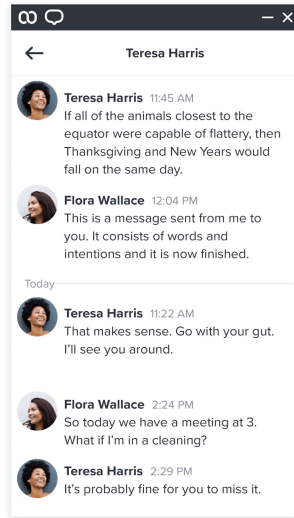 Teresa Harris
Teresa Harris 11:45 AM
If all of the animals closest to the
equator were capable of flattery, then
Thanksgiving and New Years would
fall on the same day.
Flora Wallace 12:04 PM
This is a message sent from me to
you. It consists of words and
intentions and it is now finished.
Today
Teresa Harris 11:22 AM
That makes sense. Go with your gut.
I'll see you around.
Flora Wallace 2:24 PM
So today we have a meeting at 3.
What if I'm in a cleaning?
Teresa Harris 2:29 PM
It's probably fine for you to miss it.